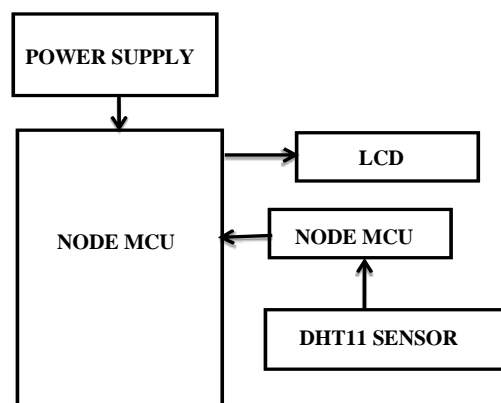 POWER SUPPLY
LCD
NODE MCU
NODE MCU
DHT11 SENSOR